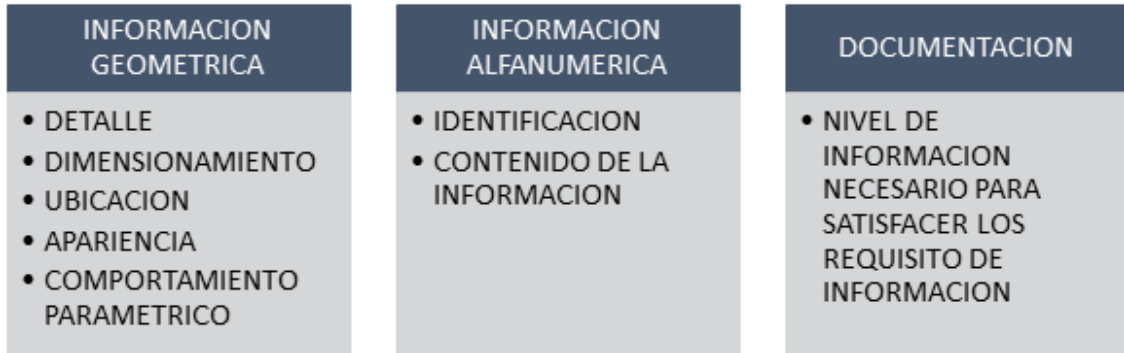 INFORMACION
GEOMETRICA
• DETALLE
• DIMENSIONAMIENTO
• UBICACION
• APARIENCIA
• COMPORTAMIENTO
PARAMETRICO
INFORMACION
ALFANUMERICA
• IDENTIFICACION
• CONTENIDO DE LA
INFORMACION
DOCUMENTACION
• NIVEL DE
INFORMACION
NECESARIO PARA
SATISFACER LOS
REQUISITO DE
INFORMACION